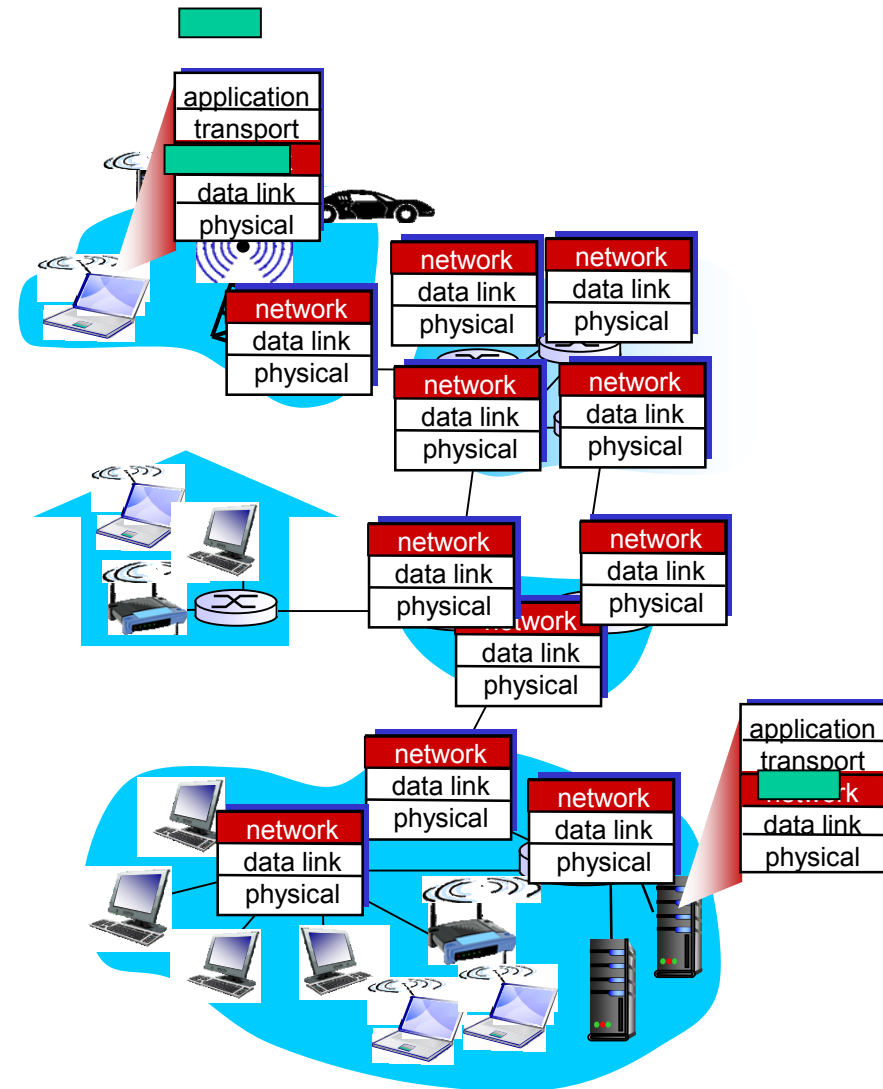 application
transport
data link
physical
network
data link
physical
network
data link
physical
network
data link
physical
network
data link
physical
network
data link
physical
network
data link
physical
network
data link
physical
network
data link
physical
application
transport
network
data link
physical
network
data link
physical
network
data link
physical
network
data link
physical